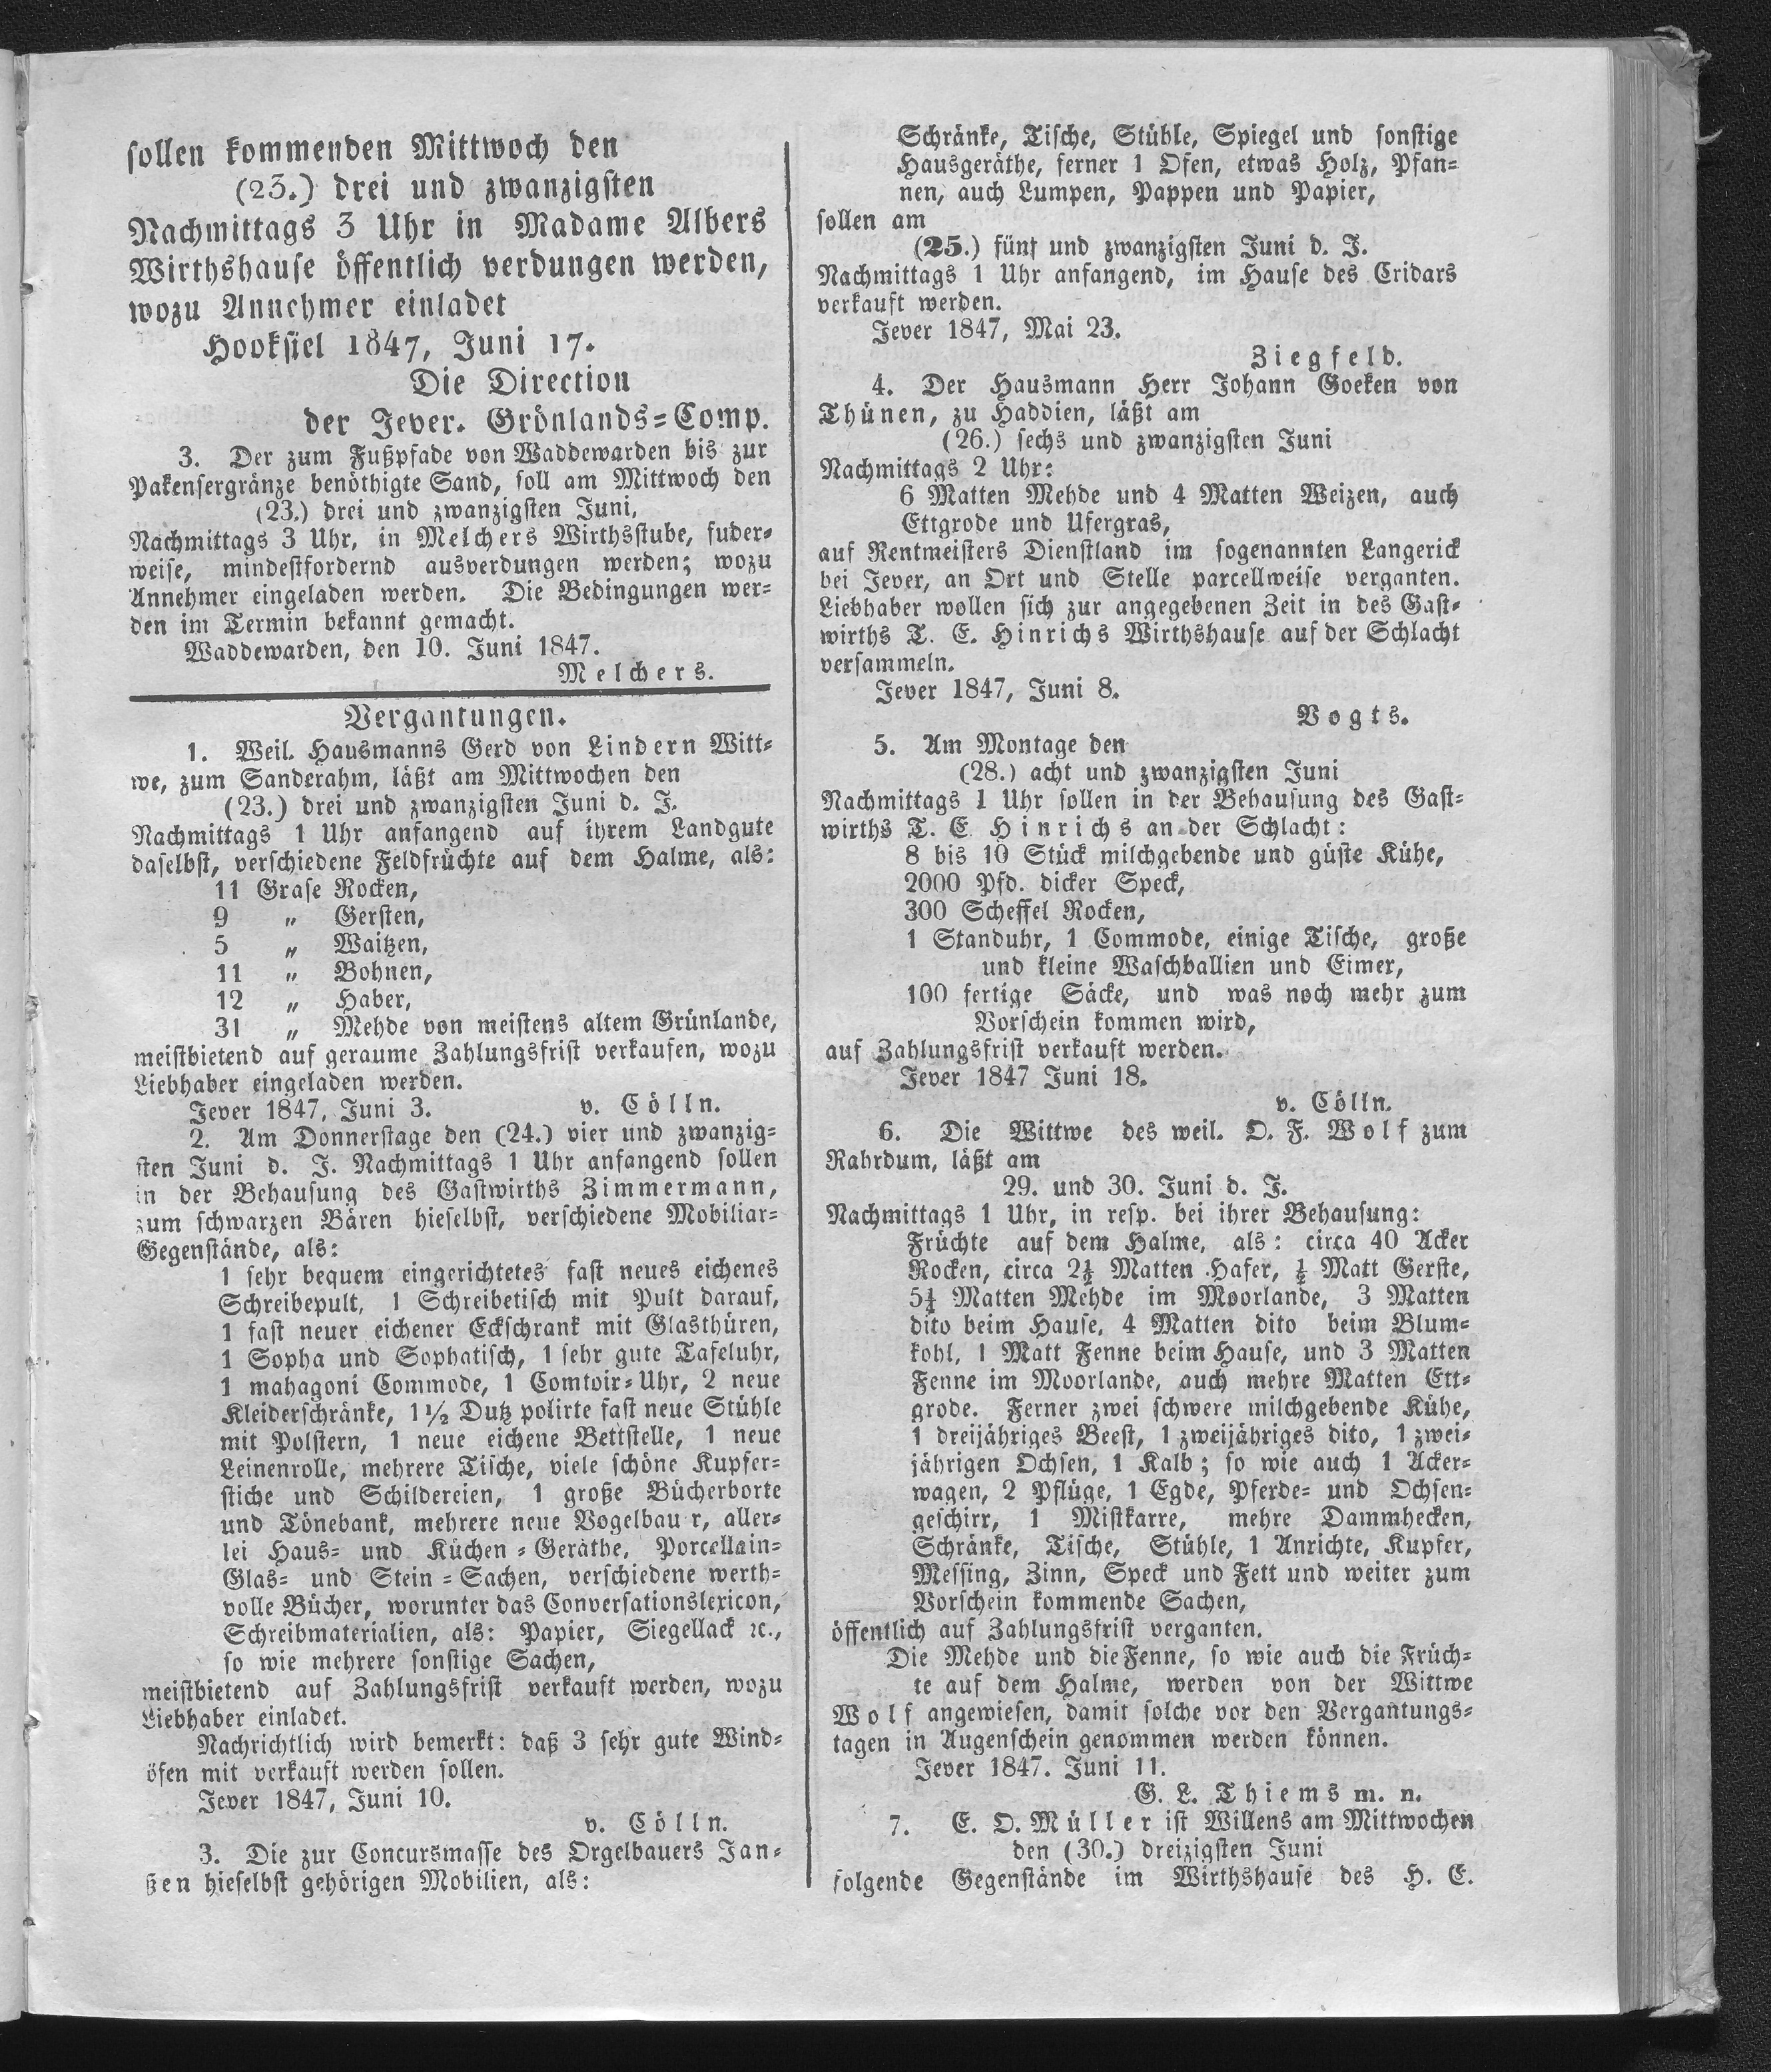 sollen kommenden Mittwoch den
(23.) drei und zwanzigsten
Nachmittags 3 Uhr in Madame Albers
Wirthshause öffentlich verdungen werden,
wozu Annehmer einladet
Hooksiel 1847, Juni 17.
Die Direction
der Jever. Grönlands=Comp.
3. Der zum Fußpfade von Waddewarden bis zur
Pakensergränze benöthigte Sand, soll am Mittwoch den
(23.) drei und zwanzigsten Juni,
Nachmittags 3 Uhr, in Melchers Wirthsstube, fuder=
weise, mindestfordernd ausverdungen werden; wozu
Annehmer eingeladen werden. Die Bedingungen wer=
den im Termin bekannt gemacht.
Waddewarden, den 10. Juni 1847.
Melchers.
Vergantungen.
1. Weil. Hausmanns Gerd von Lindern Witt=
we, zum Sanderahm, läßt am Mittwochen den
(23.) drei und zwanzigsten Juni d. J.
Nachmittags 1 Uhr anfangend auf ihrem Landgute
daselbst, verschiedene Feldfrüchte auf dem Halme, als:
11 Grase Rocken,
9 „ Gersten,
5 „ Waitzen,
11 „ Bohnen,
12 „ Haber,
31 „ Mehde von meistens altem Grünlande,
meistbietend auf geraume Zahlungsfrist verkaufen, wozu
Liebhaber eingeladen werden.
Jever 1847, Juni 3. v. Cölln.
2. Am Donnerstage den (24.) vier und zwanzig=
sten Juni d. J. Nachmittags 1 Uhr anfangend sollen
in der Behausung des Gastwirths Zimmermann,
zum schwarzen Bären hieselbst, verschiedene Mobiliar=
Gegenstände, als:
1 sehr bequem eingerichtetes fast neues eichenes
Schreibepult, 1 Schreibetisch mit Pult darauf,
1 fast neuer eichener Eckschrank mit Glasthüren,
1 Sopha und Sophatisch, 1 sehr gute Tafeluhr,
1 mahagoni Commode, 1 Comtoir=Uhr, 2 neue
Kleiderschränke, 1½ Dutz polirte fast neue Stühle
mit Polstern, 1 neue eichene Bettstelle, 1 neue
Leinenrolle, mehrere Tische, viele schöne Kupfer=
stiche und Schildereien, 1 große Bücherborte
und Tönebank, mehrere neue Vogelbau r, aller=
lei Haus= und Küchen=Geräthe, Porcellain=
Glas= und Stein=Sachen, verschiedene werth=
volle Bücher, worunter das Conversationslexicon,
Schreibmaterialien, als: Papier, Siegellack ꝛc.,
so wie mehrere sonstige Sachen,
meistbietend auf Zahlungsfrist verkauft werden, wozu
Liebhaber einladet.
Nachrichtlich wird bemerkt: daß 3 sehr gute Wind=
öfen mit verkauft werden sollen.
Jever 1847, Juni 10.
v. Cölln.
3. Die zur Concursmasse des Orgelbauers Jan=
ßen hieselbst gehörigen Mobilien, als:
Schränke, Tische, Stühle, Spiegel und sonstige
Hausgeräthe, ferner 1 Ofen, etwas Holz, Pfan=
nen, auch Lumpen, Pappen und Papier,
sollen am
(25.) fünf und zwanzigsten Juni d. J.
Nachmittags 1 Uhr anfangend, im Hause des Cridars
verkauft werden.
Jever 1847, Mai 23.
Ziegfeld.
4. Der Hausmann Herr Johann Goeken von
Thünen, zu Haddien, läßt am
(26.) sechs und zwanzigsten Juni
Nachmittags 2 Uhr:
6 Matten Mehde und 4 Matten Weizen, auch
Ettgrode und Ufergras,
auf Rentmeisters Dienstland im sogenannten Langerick
bei Jever, an Ort und Stelle parcellweise verganten.
Liebhaber wollen sich zur angegebenen Zeit in des Gast=
wirths T. E. Hinrichs Wirthshause auf der Schlacht
versammeln.
Jever 1847, Juni 8.
Vogts.
5. Am Montage den
(28.) acht und zwanzigsten Juni
Nachmittags 1 Uhr sollen in der Behausung des Gast=
wirths T. E Hinrichs an der Schlacht:
8 bis 10 Stück milchgebende und güste Kühe,
2000 Pfd. dicker Speck,
300 Scheffel Rocken,
1 Standuhr, 1 Commode, einige Tische, große
und kleine Waschballien und Eimer,
100 fertige Säcke, und was noch mehr zum
Vorschein kommen wird,
auf Zahlungsfrist verkauft werden.
Jever 1847 Juni 18.
v. Cölln.
6. Die Wittwe des weil. O. F. Wolf zum
Rahrdum, läßt am
29. und 30. Juni d. J.
Nachmittags 1 Uhr, in resp. bei ihrer Behausung:
Früchte auf dem Halme, als: circa 40 Acker
Rocken, circa 2½ Matten Hafer, ½ Matt Gerste,
5½ Matten Mehde im Moorlande, 3 Matten
dito beim Hause, 4 Matten dito beim Blum=
kohl, 1 Matt Fenne beim Hause, und 3 Matten
Fenne im Moorlande, auch mehre Matten Ett=
grode. Ferner zwei schwere milchgebende Kühe,
1 dreijähriges Beest, 1 zweijähriges dito, 1 zwei=
jährigen Ochsen, 1 Kalb; so wie auch 1 Acker=
wagen, 2 Pflüge, 1 Egde, Pferde= und Ochsen=
geschirr, 1 Mistkarre, mehre Dammhecken,
Schränke, Tische, Stühle, 1 Anrichte, Kupfer,
Messing, Zinn, Speck und Fett und weiter zum
Vorschein kommende Sachen,
öffentlich auf Zahlungsfrist verganten.
Die Mehde und die Fenne, so wie auch die Früch=
te auf dem Halme, werden von der Wittwe
Wolf angewiesen, damit solche vor den Vergantungs=
tagen in Augenschein genommen werden können.
Jever 1847. Juni 11.
G. L. Thiems m. n.
7. E. O. Müller ist Willens am Mittwochen
den (30.) dreizigsten Juni
folgende Gegenstände im Wirthshause des H. E.